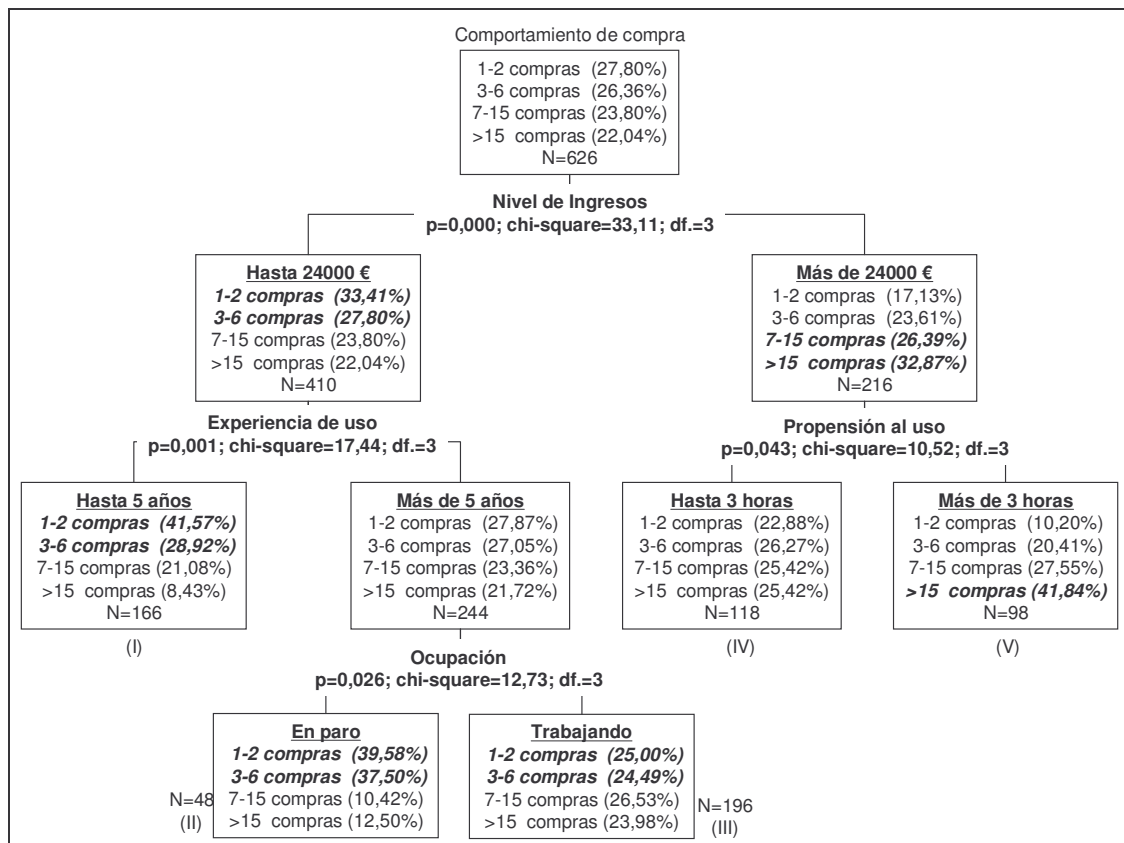 Comportamiento de compra
1-2 compras (27,80%)
3-6 compras (26,36%)
7-15 compras (23,80%)
>15 compras (22,04%)
N=626
Nivel de Ingresos
p=0,000; chi-square=33,11; df.=3
Hasta 24000 €
1-2 compras (33,41%)
3-6 compras (27,80%)
7-15 compras (23,80%)
>15 compras (22,04%)
N=410
Más de 24000 €
1-2 compras (17,13%)
3-6 compras (23,61%)
7-15 compras (26,39%)
>15 compras (32,87%)
N=216
Experiencia de uso
p=0,001; chi-square=17,44; df.=3
Propensión al uso
p=0,043; chi-square=10,52; df.=3
Hasta 5 años
1-2 compras (41,57%)
3-6 compras (28,92%)
7-15 compras (21,08%)
>15 compras (8,43%)
N=166
(I)
Más de 5 años
1-2 compras (27,87%)
3-6 compras (27,05%)
7-15 compras (23,36%)
>15 compras (21,72%)
N=244
Hasta 3 horas
1-2 compras (22,88%)
3-6 compras (26,27%)
7-15 compras (25,42%)
>15 compras (25,42%)
N=118
(IV)
Más de 3 horas
1-2 compras (10,20%)
3-6 compras (20,41%)
7-15 compras (27,55%)
>15 compras (41,84%)
N=98
(V)
Ocupación
p=0,026; chi-square=12,73; df.=3
En paro
1-2 compras (39,58%)
3-6 compras (37,50%)
7-15 compras (10,42%)
>15 compras (12,50%)
N=48
(II)
Trabajando
1-2 compras (25,00%)
3-6 compras (24,49%)
7-15 compras (26,53%)
>15 compras (23,98%)
N=196
(III)